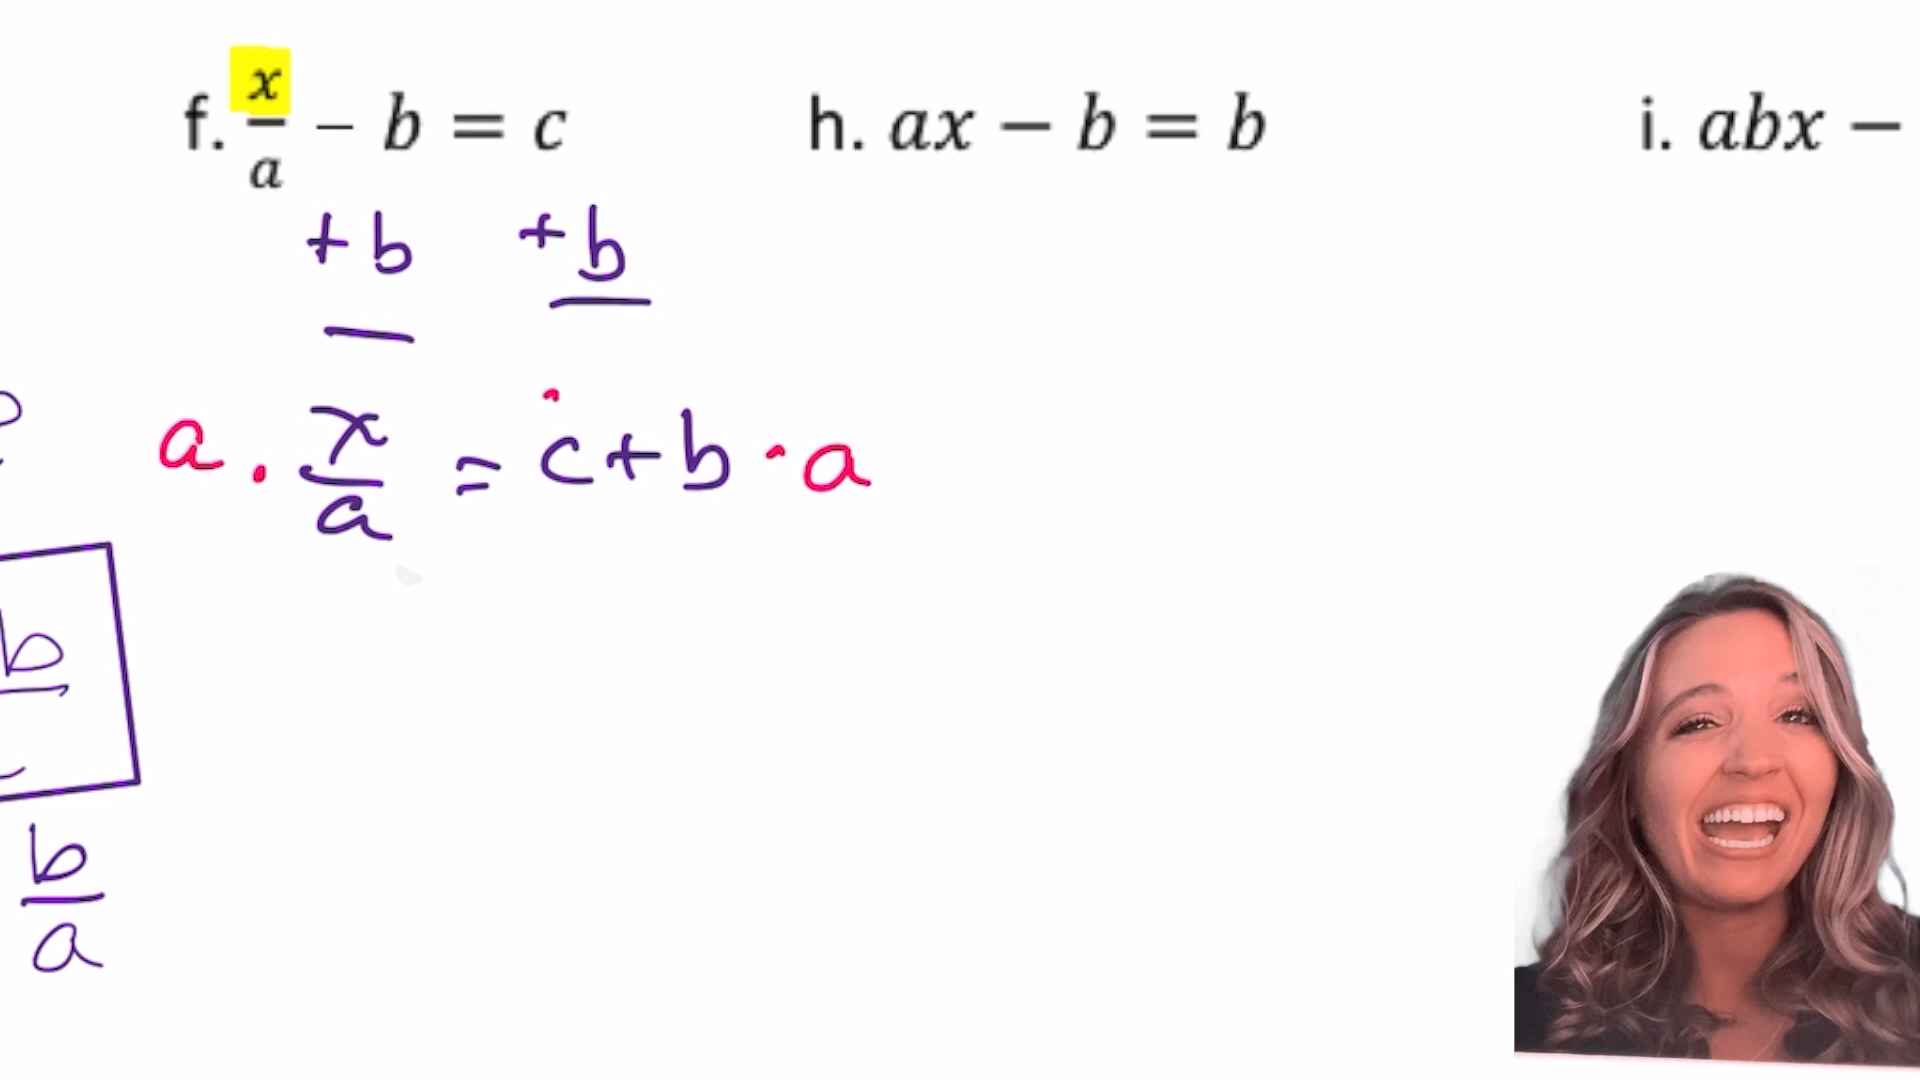 f. x/a − b = c
h. ax − b = b
i. abx −
+b +b
a · x/a = c+b · a
b
b/a